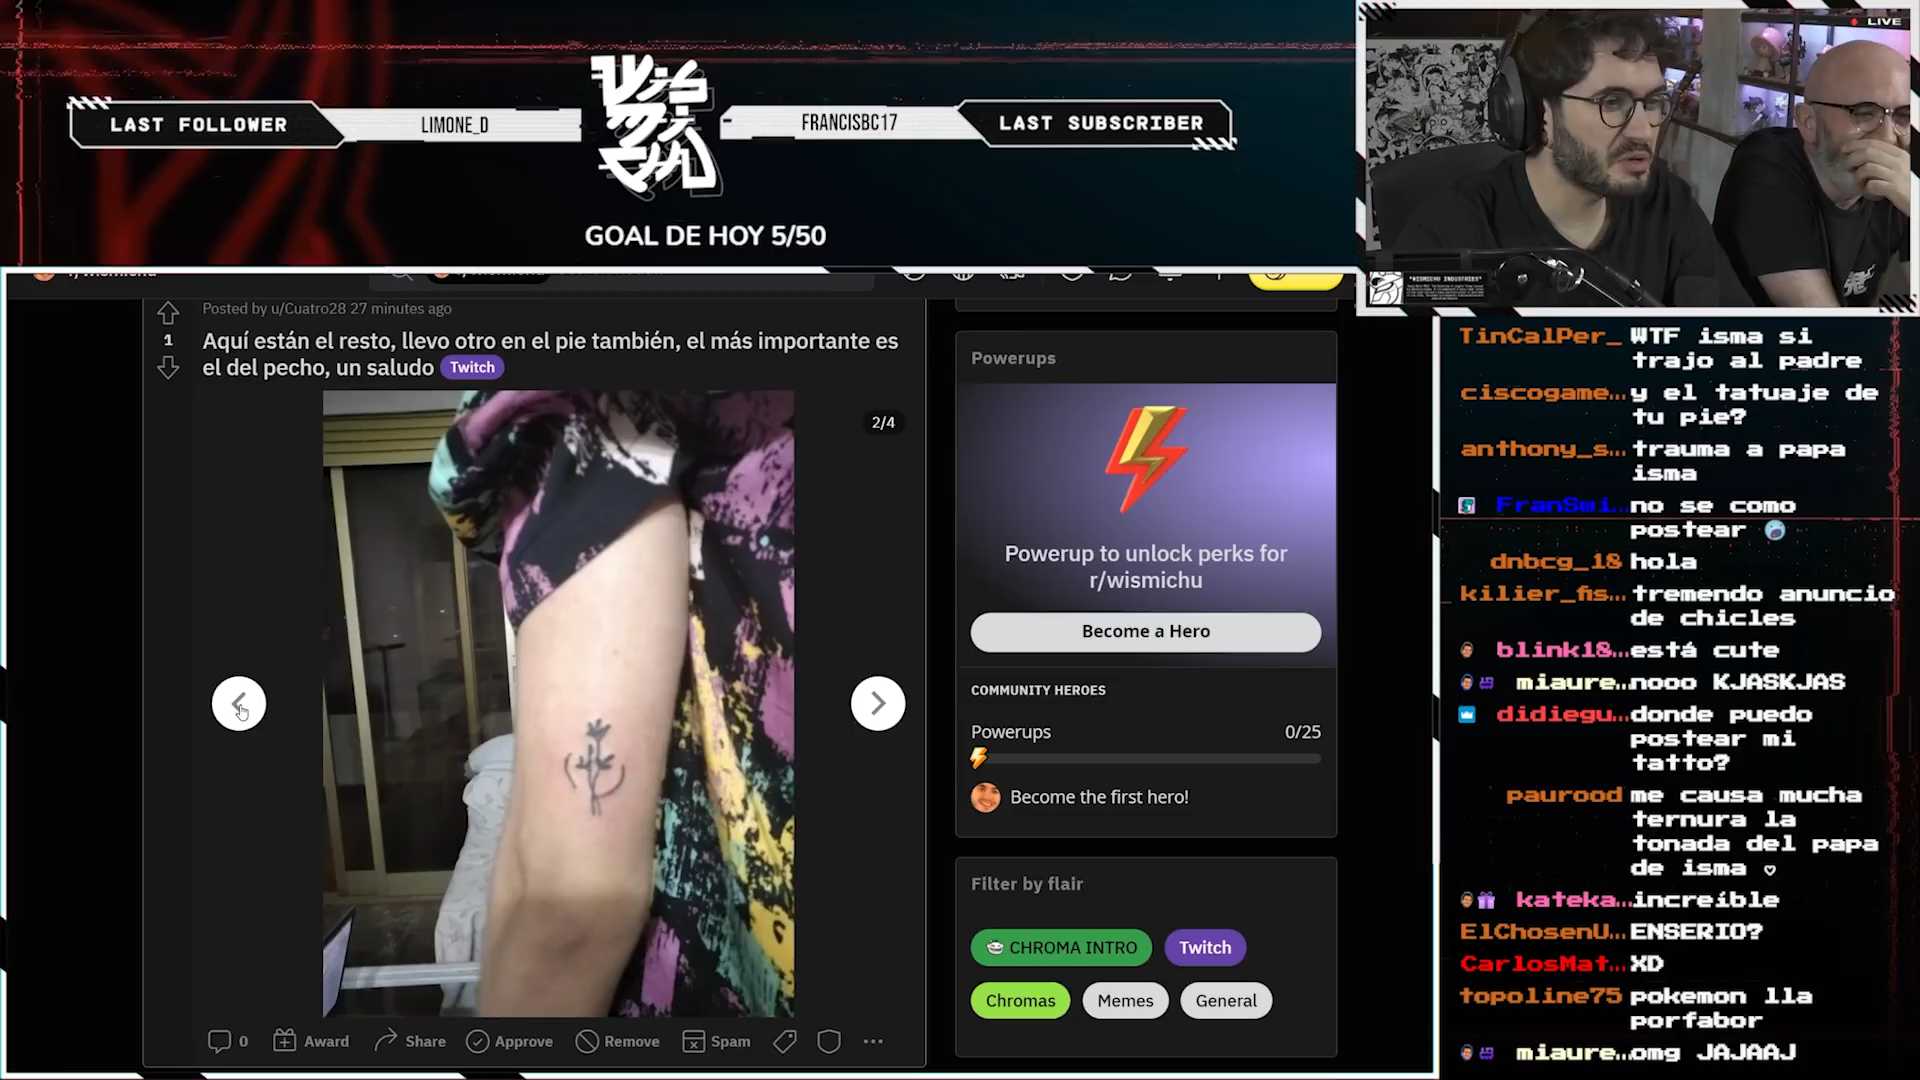 LAST FOLLOWER
LIMONE_D
FRANCISBC17
LAST SUBSCRIBER
GOAL DE HOY 5/50
LIVE
"WISMICHU INDUSTRIES"
Posted by u/Cuatro28 27 minutes ago
1
Aquí están el resto, llevo otro en el pie también, el más importante es
el del pecho, un saludo Twitch
2/4
0
Award
Share
Approve
Remove
Spam
Powerups
Powerup to unlock perks for
r/wismichu
Become a Hero
COMMUNITY HEROES
Powerups 0/25
Become the first hero!
Filter by flair
CHROMA INTRO
Twitch
Chromas
Memes
General
TinCalPer_ WTF isma si
trajo al padre
ciscogame… y el tatuaje de
tu pie?
anthony_s… trauma a papa
isma
FranSwi… no se como
postear
dnbcg_18 hola
kilier_fis… tremendo anuncio
de chicles
blink18… está cute
miaure… nooo KJASKJAS
didiegu… donde puedo
postear mi
tatto?
paurood me causa mucha
ternura la
tonada del papa
de isma
kateka… increíble
ElChosenU… ENSERIO?
CarlosMat… XD
topoline75 pokemon lla
porfabor
miaure… omg JAJAAJ